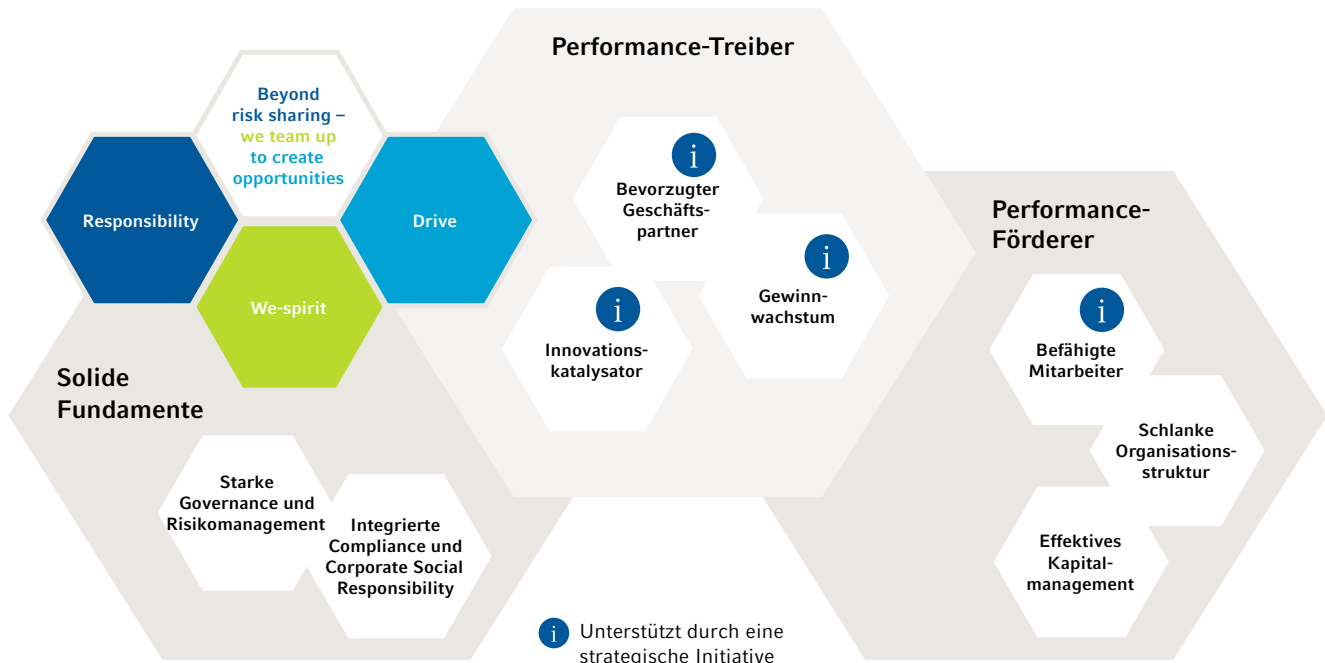 Performance-Treiber
Beyond
risk sharing –
we team up
to create
opportunities
Responsibility
Drive
We-spirit
i
Bevorzugter
Geschäfts-
partner
i
Gewinn-
wachstum
i
Innovations-
katalysator
Performance-
Förderer
i
Befähigte
Mitarbeiter
Schlanke
Organisations-
struktur
Effektives
Kapital-
management
Solide
Fundamente
Starke
Governance und
Risikomanagement
Integrierte
Compliance und
Corporate Social
Responsibility
i Unterstützt durch eine
strategische Initiative